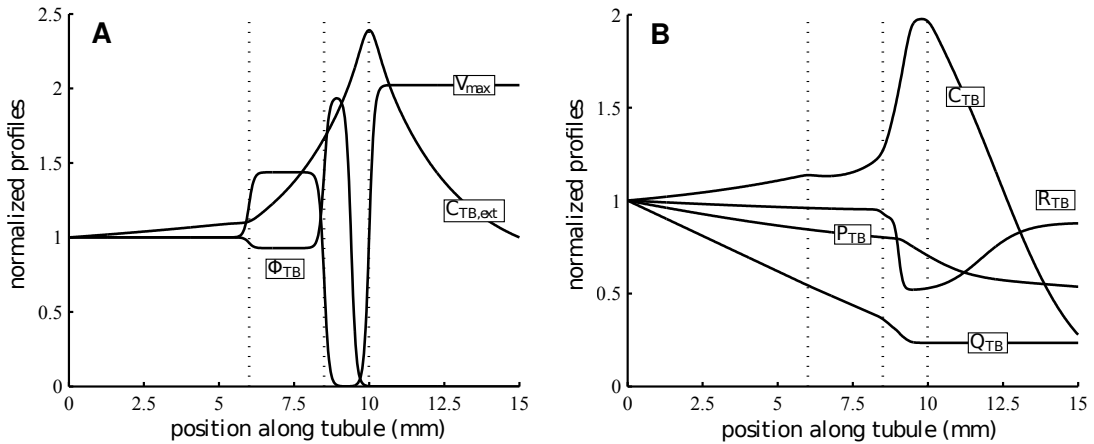 A
2.5
2
1.5
1
0.5
0
normalized profiles
V_max
C_TB,ext
Φ_TB
0 2.5 5 7.5 10 12.5 15
position along tubule (mm)
B
2
1.5
1
0.5
0
normalized profiles
C_TB
R_TB
P_TB
Q_TB
0 2.5 5 7.5 10 12.5 15
position along tubule (mm)